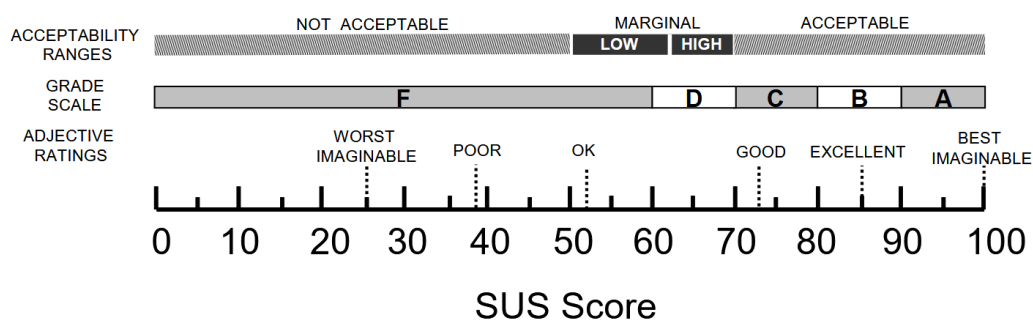 NOT ACCEPTABLE
MARGINAL
ACCEPTABLE
ACCEPTABILITY
RANGES
LOW
HIGH
GRADE
SCALE
F
D
C
B
A
ADJECTIVE
RATINGS
WORST
IMAGINABLE
POOR
OK
GOOD
EXCELLENT
BEST
IMAGINABLE
0 10 20 30 40 50 60 70 80 90 100
SUS Score